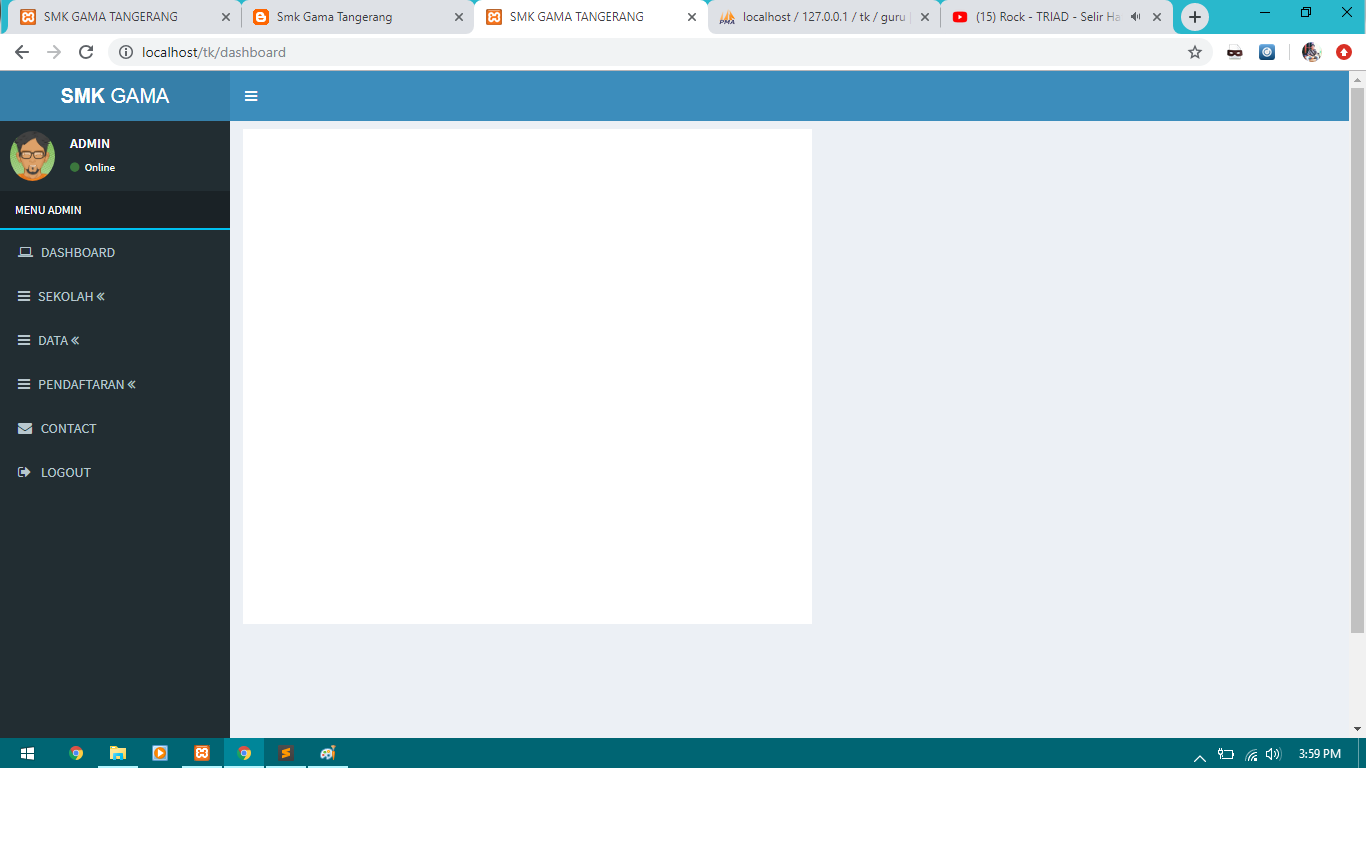 SMK GAMA TANGERANG
Smk Gama Tangerang
SMK GAMA TANGERANG
localhost / 127.0.0.1 / tk / guru
(15) Rock - TRIAD - Selir Ha
localhost/tk/dashboard
SMK GAMA
ADMIN
Online
MENU ADMIN
DASHBOARD
SEKOLAH «
DATA «
PENDAFTARAN «
CONTACT
LOGOUT
3:59 PM